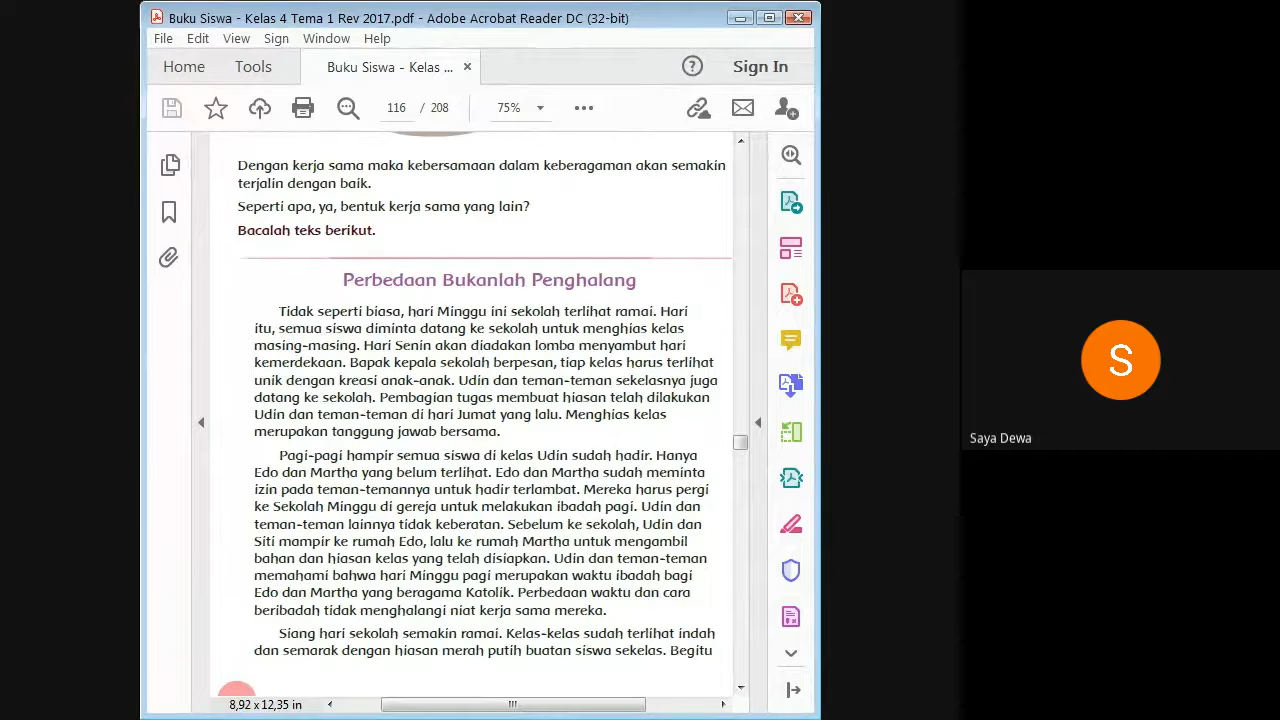 Buku Siswa - Kelas 4 Tema 1 Rev 2017.pdf - Adobe Acrobat Reader DC (32-bit)
File Edit View Sign Window Help
Home Tools Buku Siswa - Kelas ... × ? Sign In
116 / 208 75%
Dengan kerja sama maka kebersamaan dalam keberagaman akan semakin
terjalin dengan baik.
Seperti apa, ya, bentuk kerja sama yang lain?
Bacalah teks berikut.
Perbedaan Bukanlah Penghalang
Tidak seperti biasa, hari Minggu ini sekolah terlihat ramai. Hari
itu, semua siswa diminta datang ke sekolah untuk menghias kelas
masing-masing. Hari Senin akan diadakan lomba menyambut hari
kemerdekaan. Bapak kepala sekolah berpesan, tiap kelas harus terlihat
unik dengan kreasi anak-anak. Udin dan teman-teman sekelasnya juga
datang ke sekolah. Pembagian tugas membuat hiasan telah dilakukan
Udin dan teman-teman di hari Jumat yang lalu. Menghias kelas
merupakan tanggung jawab bersama.
Pagi-pagi hampir semua siswa di kelas Udin sudah hadir. Hanya
Edo dan Martha yang belum terlihat. Edo dan Martha sudah meminta
izin pada teman-temannya untuk hadir terlambat. Mereka harus pergi
ke Sekolah Minggu di gereja untuk melakukan ibadah pagi. Udin dan
teman-teman lainnya tidak keberatan. Sebelum ke sekolah, Udin dan
Siti mampir ke rumah Edo, lalu ke rumah Martha untuk mengambil
bahan dan hiasan kelas yang telah disiapkan. Udin dan teman-teman
memahami bahwa hari Minggu pagi merupakan waktu ibadah bagi
Edo dan Martha yang beragama Katolik. Perbedaan waktu dan cara
beribadah tidak menghalangi niat kerja sama mereka.
Siang hari sekolah semakin ramai. Kelas-kelas sudah terlihat indah
dan semarak dengan hiasan merah putih buatan siswa sekelas. Begitu
8,92 x 12,35 in
S
Saya Dewa